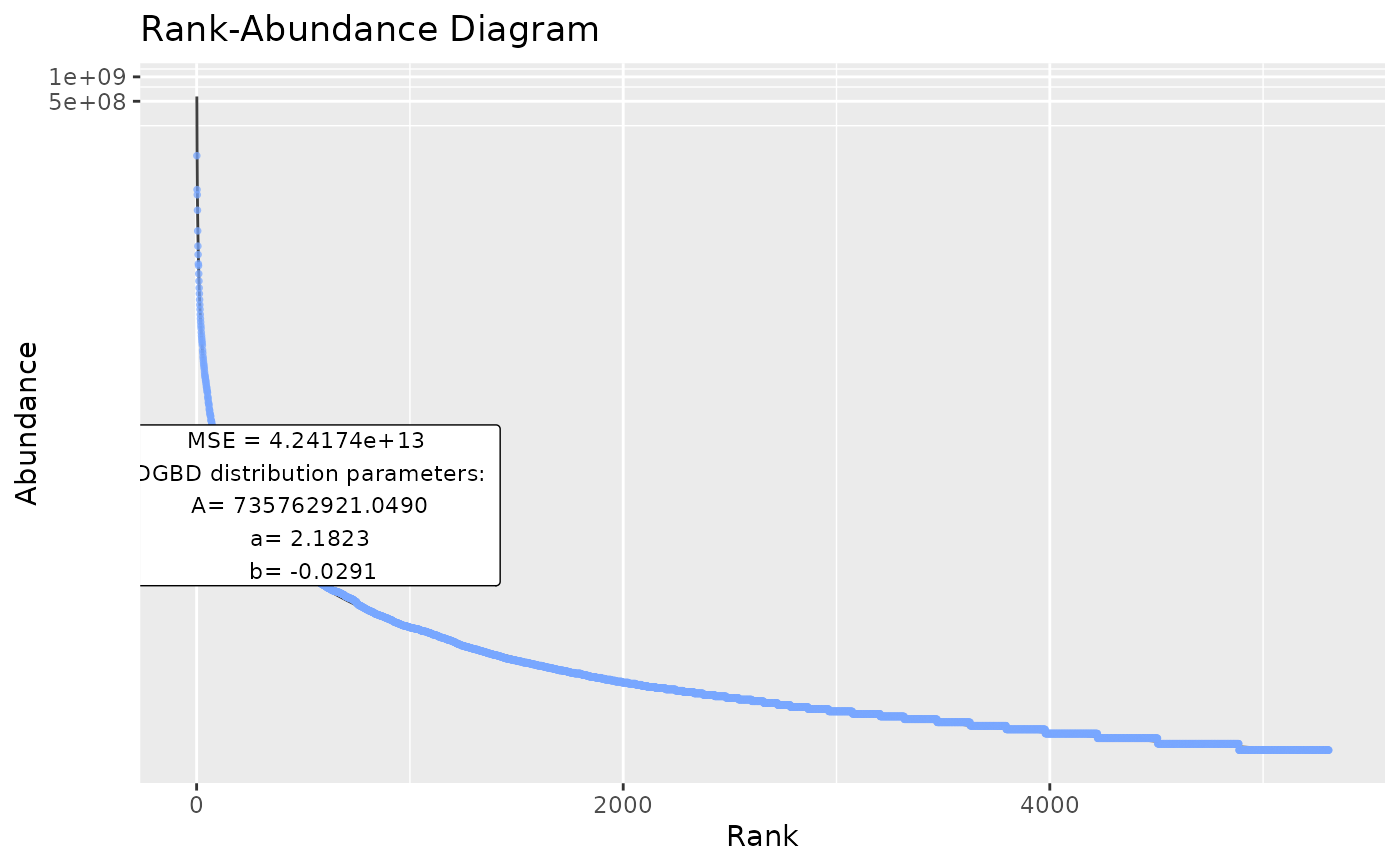 Rank-Abundance Diagram
1e+09
5e+08
Abundance
MSE = 4.24174e+13
DGBD distribution parameters:
A= 735762921.0490
a= 2.1823
b= -0.0291
0
2000
4000
Rank